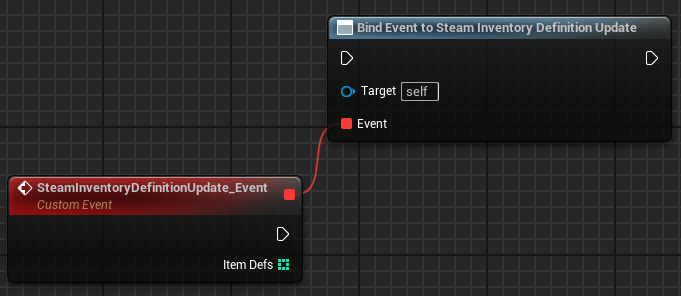 Bind Event to Steam Inventory Definition Update
Target self
Event
SteamInventoryDefinitionUpdate_Event
Custom Event
Item Defs